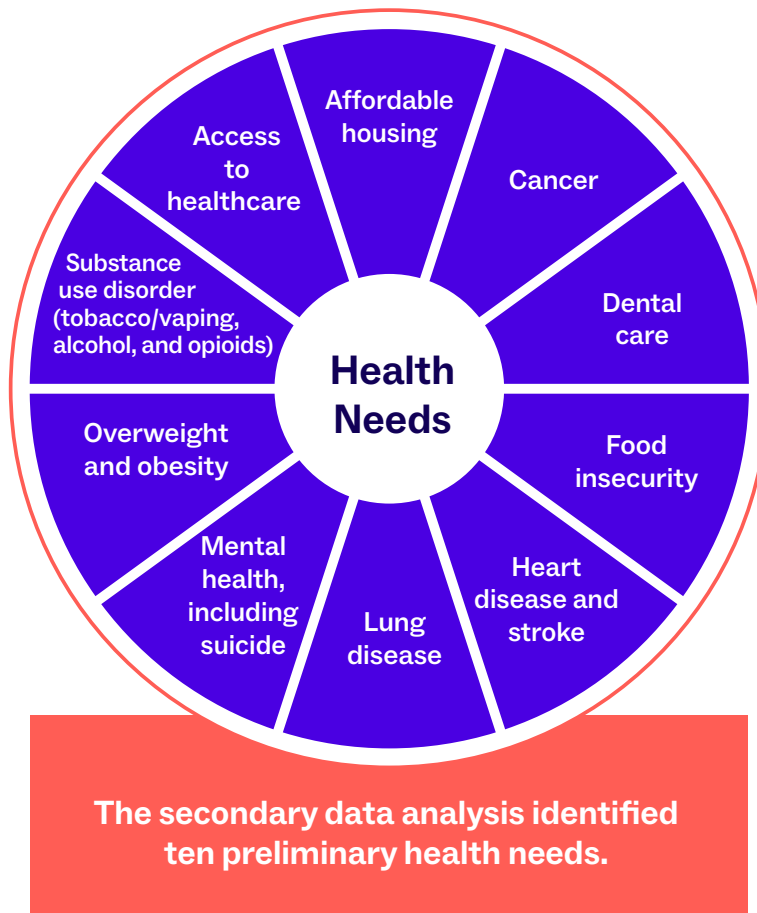 Affordable
housing
Cancer
Dental
care
Food
insecurity
Heart
disease and
stroke
Lung
disease
Mental
health,
including
suicide
Overweight
and obesity
Substance
use disorder
(tobacco/vaping,
alcohol, and opioids)
Access
to
healthcare
Health
Needs
The secondary data analysis identified
ten preliminary health needs.